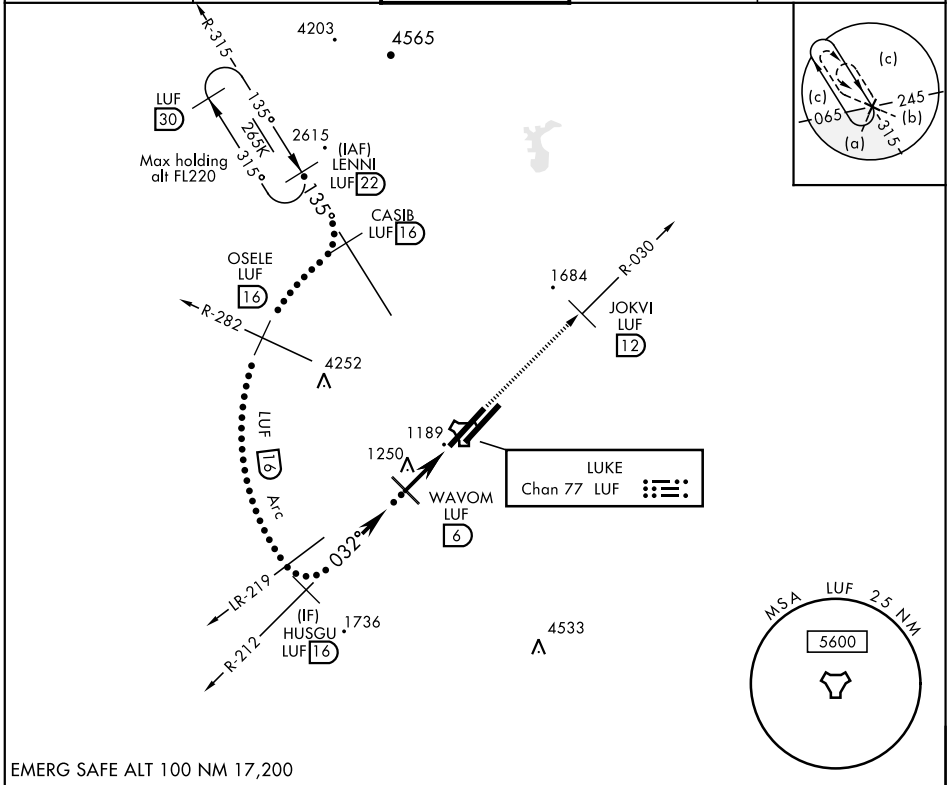 R-315
4203
4565
LUF
30
135°
265K
315°
Max holding
alt FL220
2615
(IAF)
LENNI
LUF 22
135°
CASIB
LUF 16
OSELE
LUF
16
R-282
4252
LUF 16 Arc
1684
R-030
JOKVI
LUF
12
1189
1250
WAVOM
LUF
6
LUKE
Chan 77 LUF
032°
LR-219
R-212
(IF)
HUSGU
LUF 16
1736
4533
(c)
(c)
245
065
(b)
(a)
315
MSA LUF 25 NM
5600
EMERG SAFE ALT 100 NM 17,200